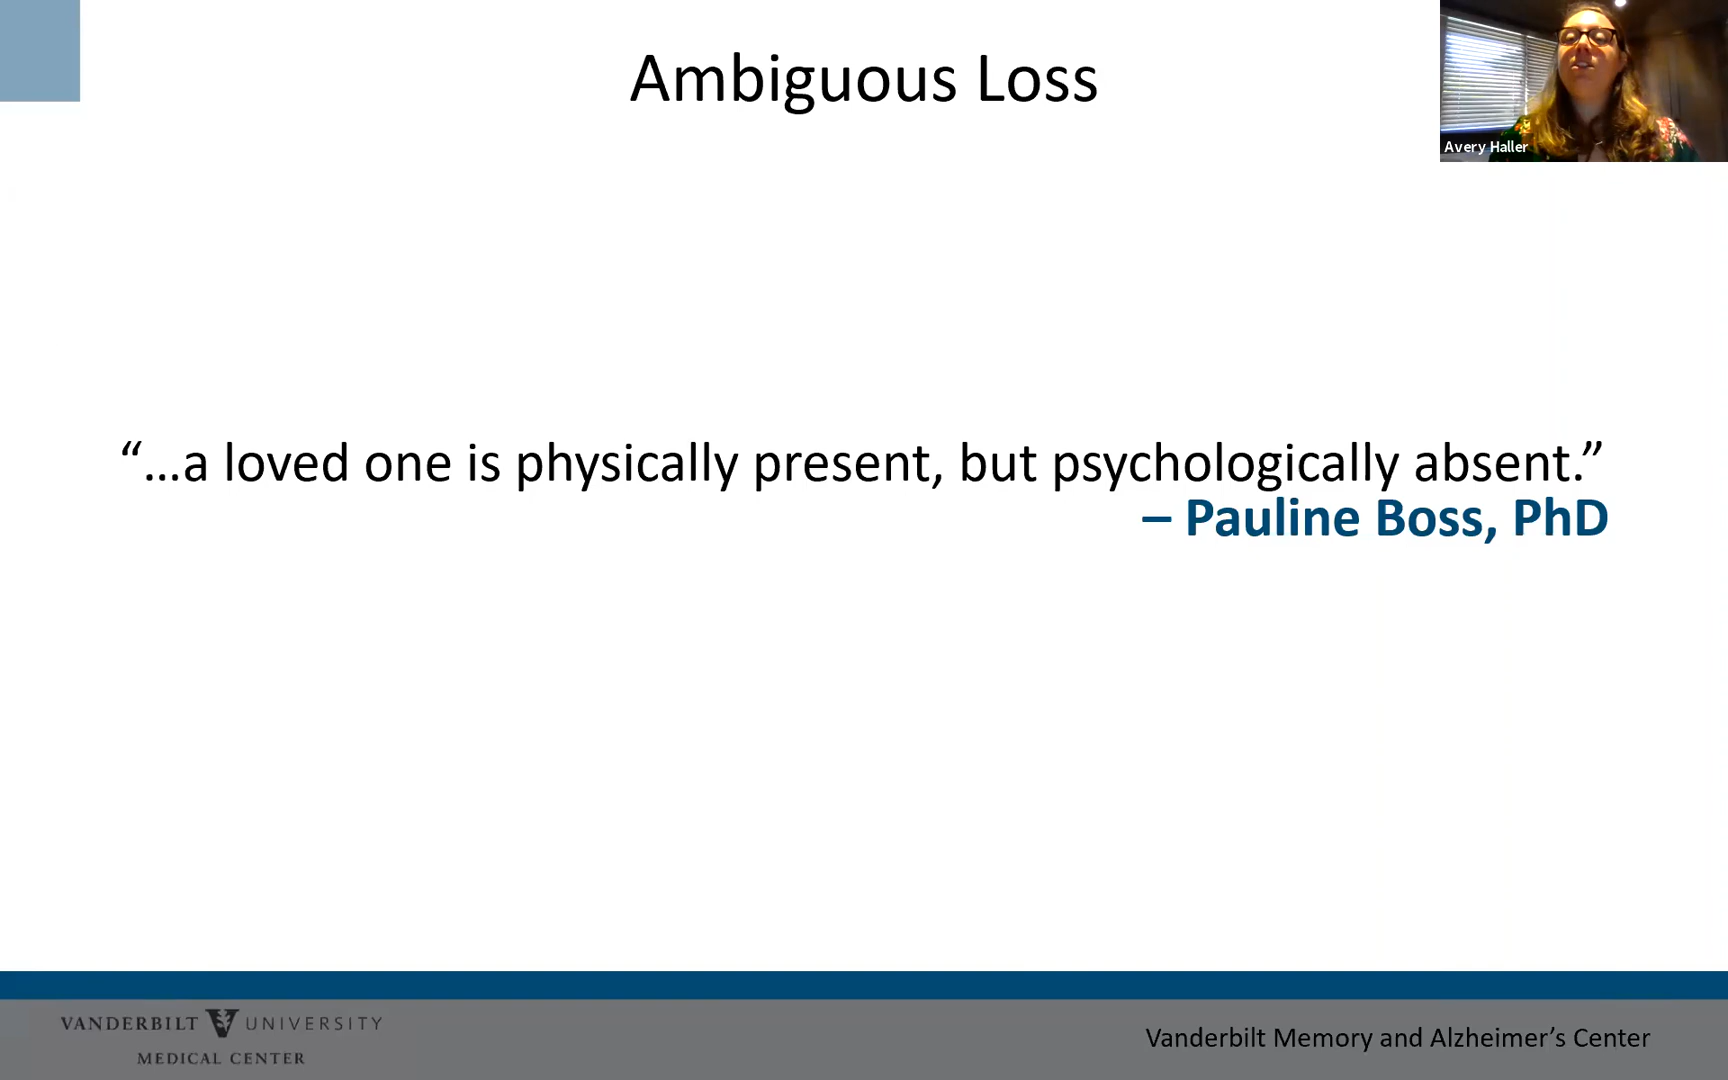 Ambiguous Loss
Avery Haller
“...a loved one is physically present, but psychologically absent.”
– Pauline Boss, PhD
VANDERBILT UNIVERSITY
MEDICAL CENTER
Vanderbilt Memory and Alzheimer’s Center